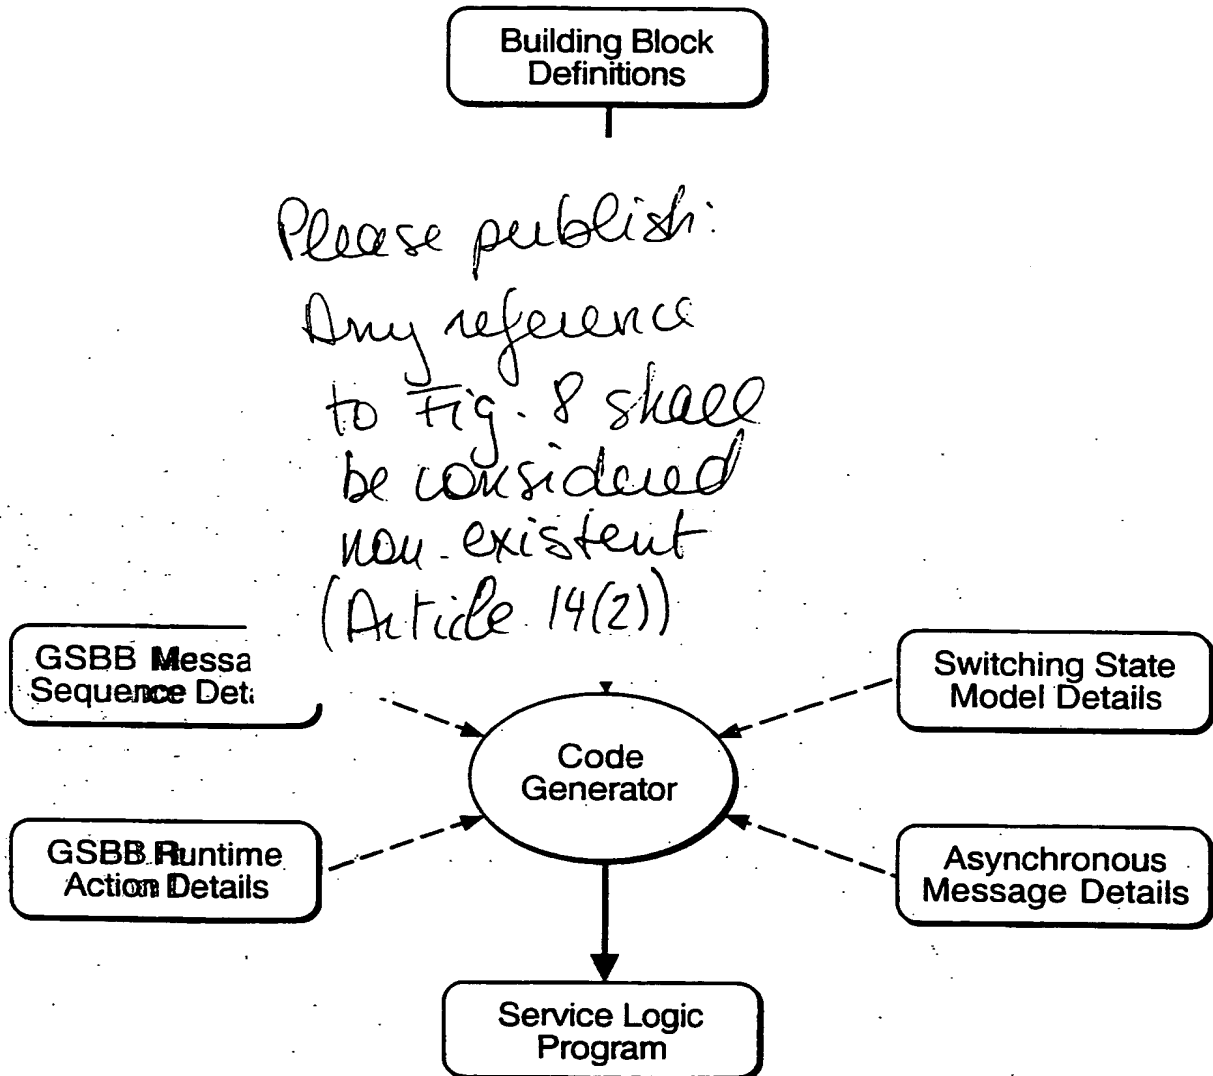 Building Block
Definitions
Please publish:
Any reference
to Fig. 8 shall
be considered
non-existent
(Article 14(2))
GSBB Messa
Sequence Deta
Switching State
Model Details
Code
Generator
GSBB Runtime
Action Details
Asynchronous
Message Details
Service Logic
Program